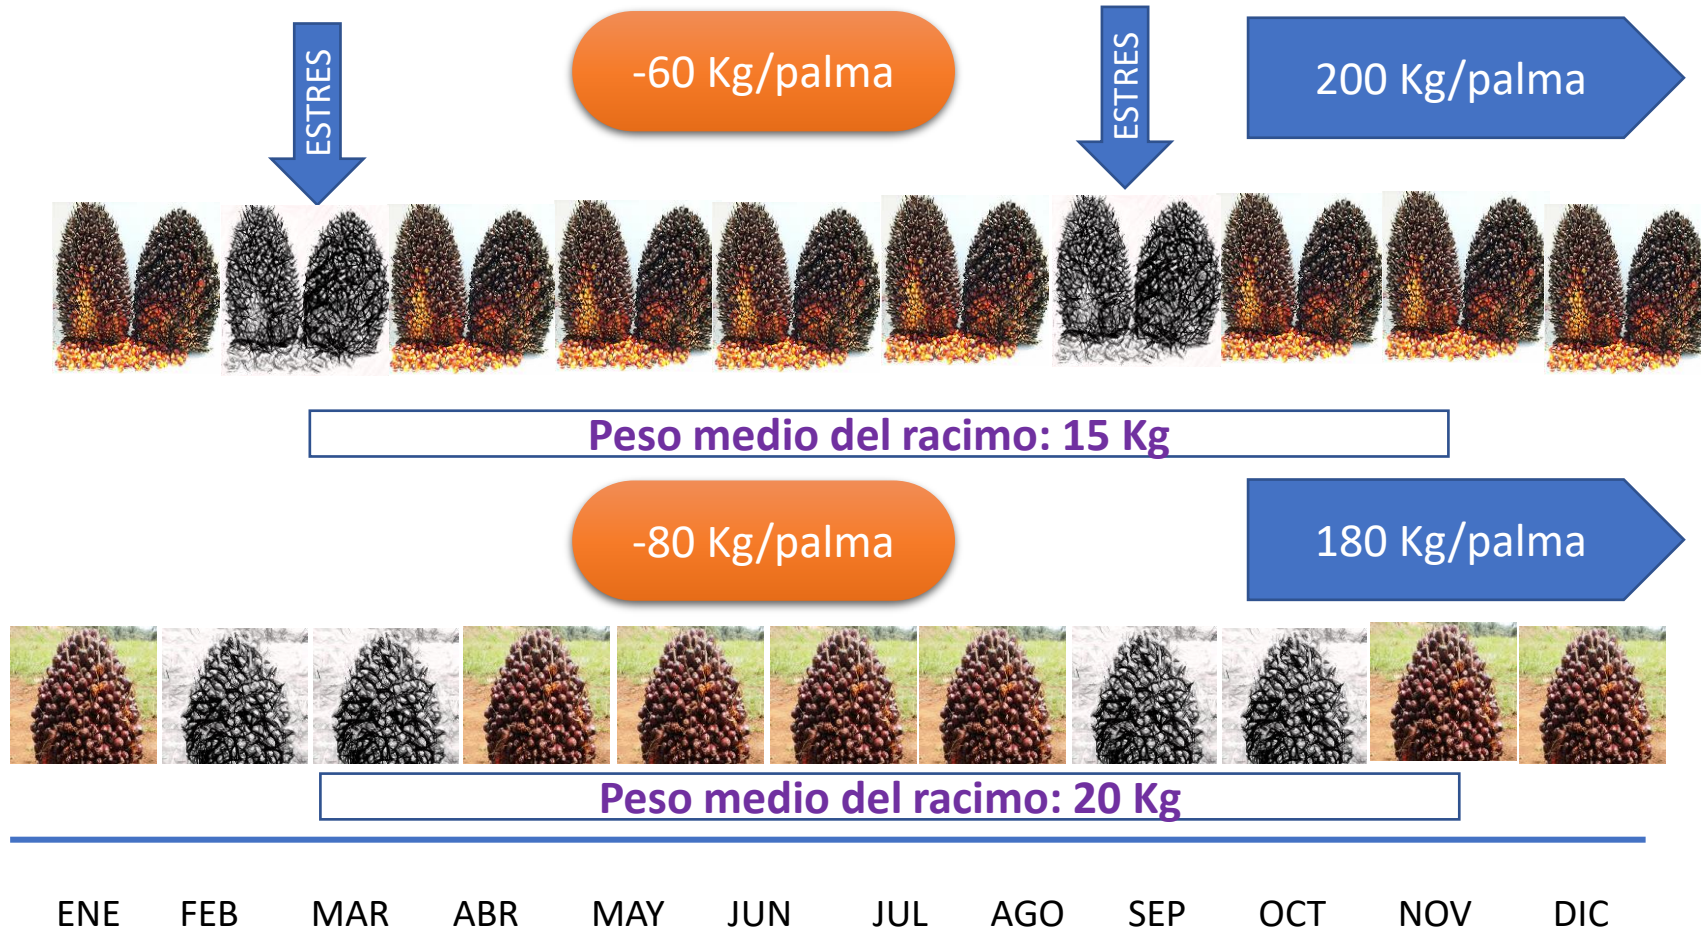 ESTRES
-60 Kg/palma
ESTRES
200 Kg/palma
Peso medio del racimo: 15 Kg
-80 Kg/palma
180 Kg/palma
Peso medio del racimo: 20 Kg
ENE FEB MAR ABR MAY JUN JUL AGO SEP OCT NOV DIC